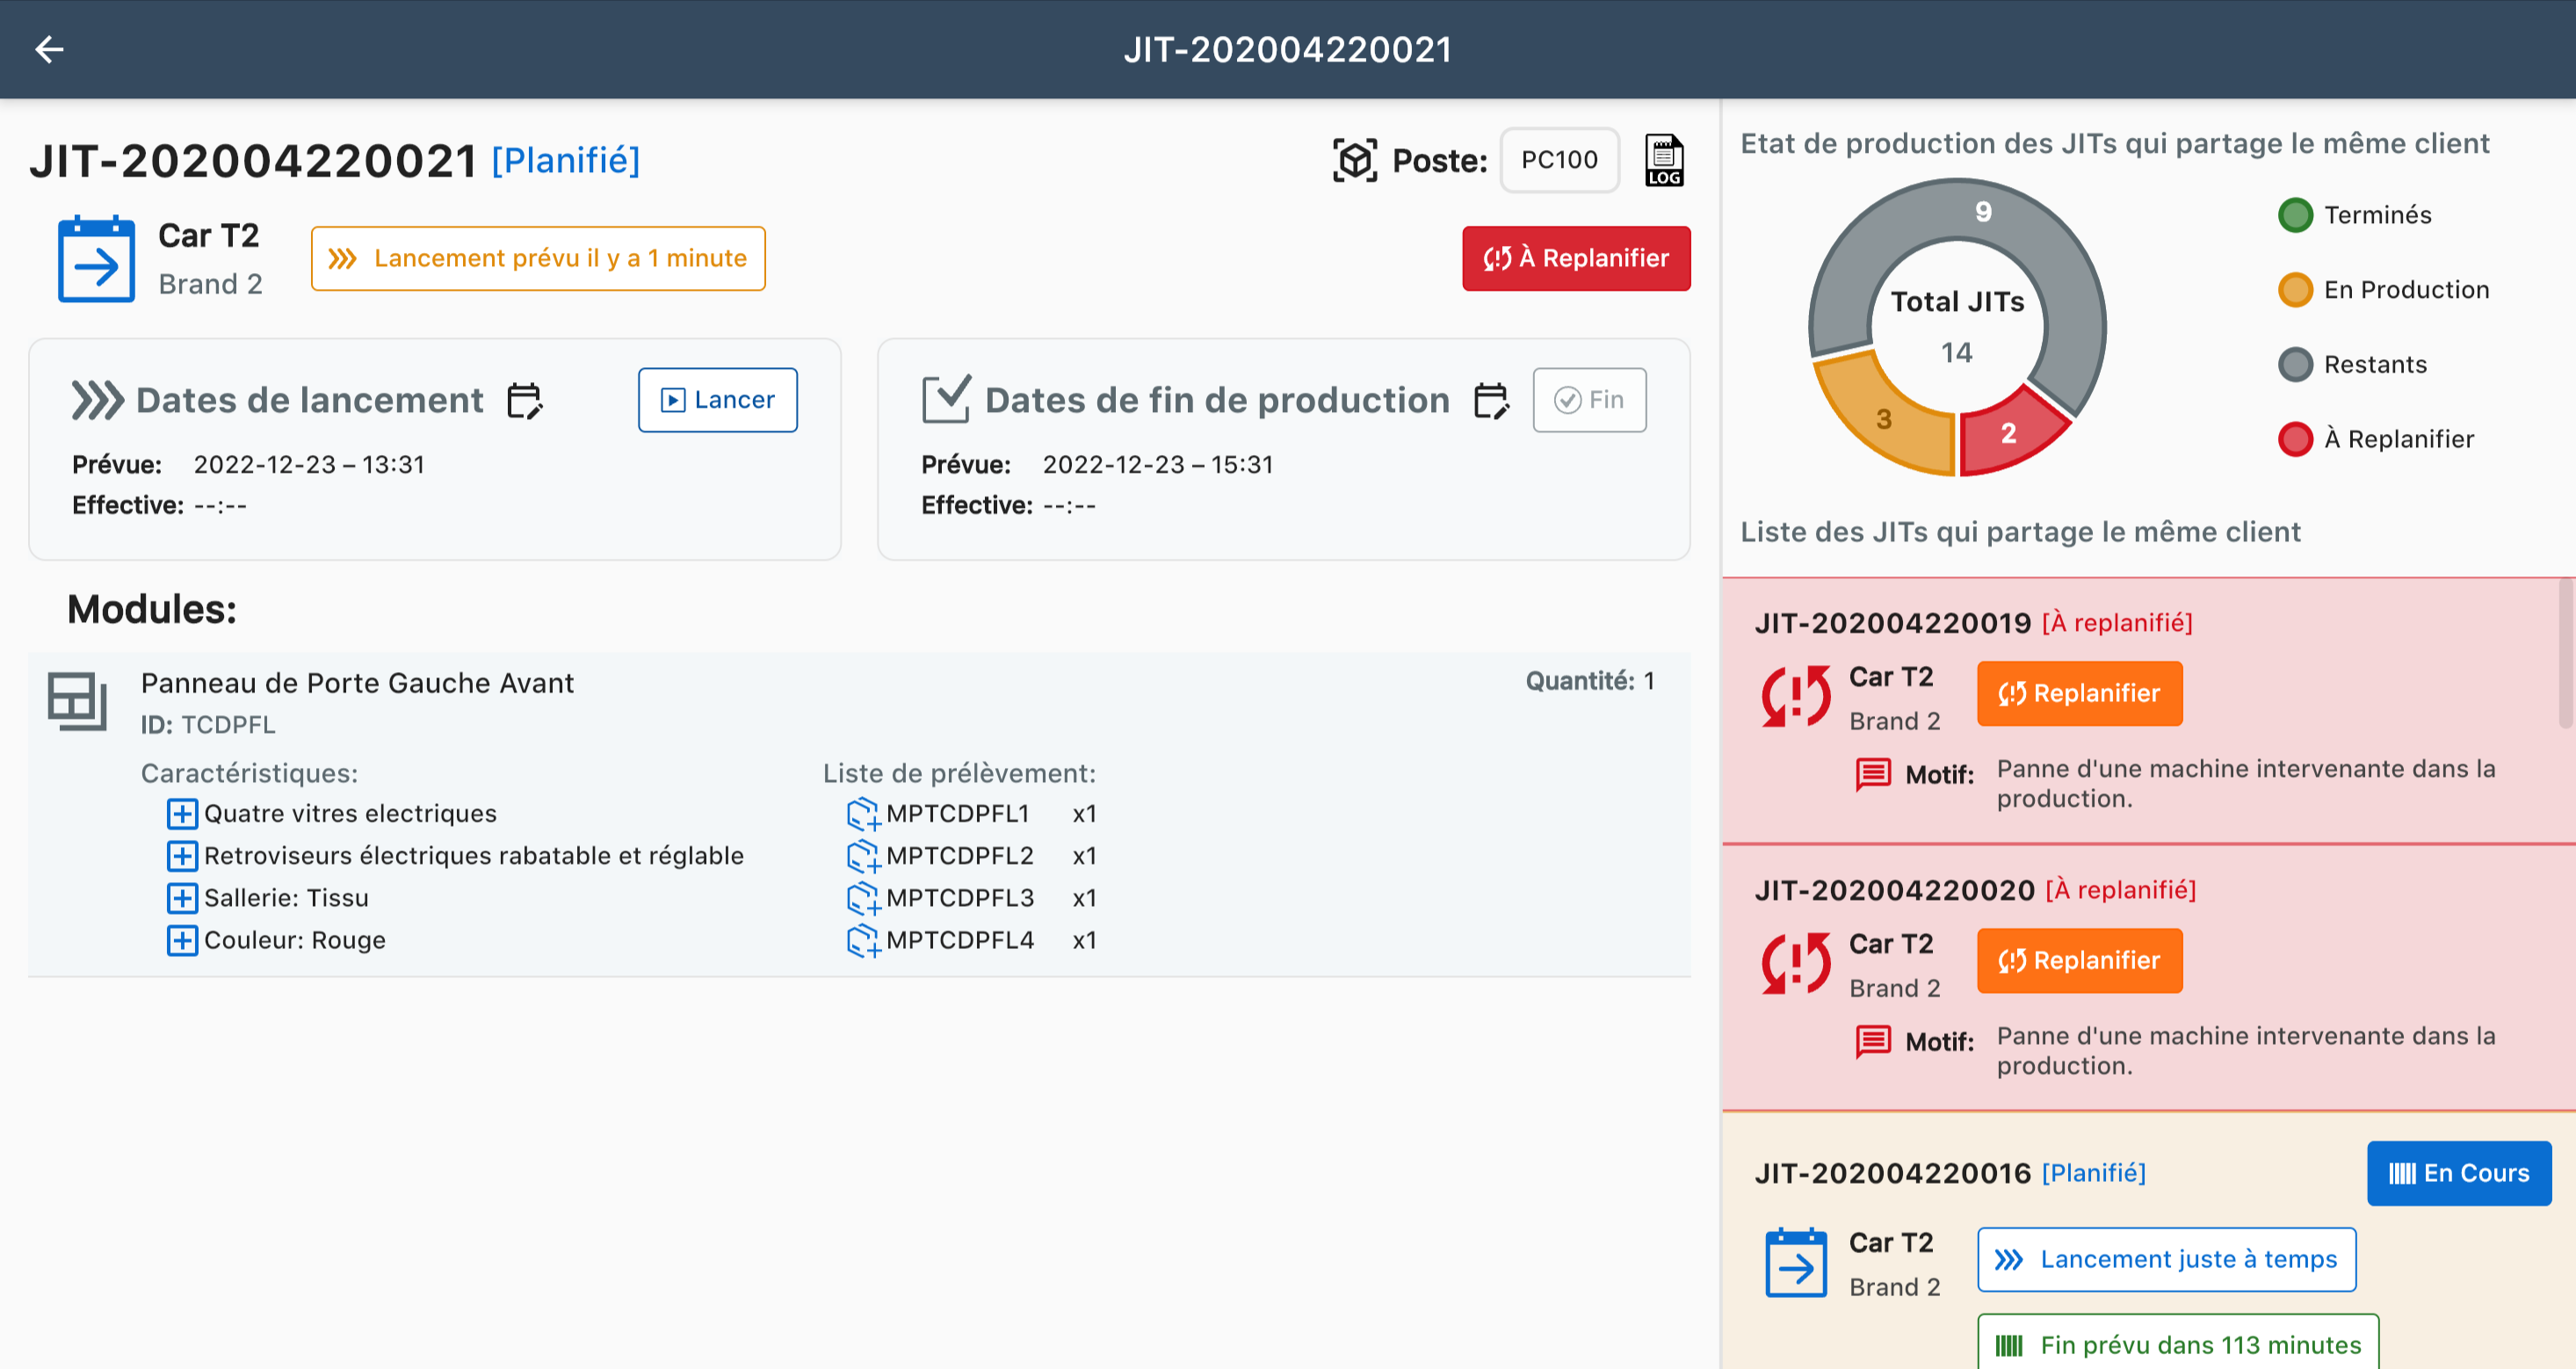 JIT-202004220021
JIT-202004220021 [Planifié]
Poste: PC100
LOG
Car T2
Brand 2
Lancement prévu il y a 1 minute
À Replanifier
Dates de lancement
Lancer
Prévue: 2022-12-23 – 13:31
Effective: --:--
Dates de fin de production
Fin
Prévue: 2022-12-23 – 15:31
Effective: --:--
Modules:
Panneau de Porte Gauche Avant
ID: TCDPFL
Quantité: 1
Caractéristiques:
Quatre vitres electriques
Retroviseurs électriques rabatable et réglable
Sallerie: Tissu
Couleur: Rouge
Liste de prélèvement:
MPTCDPFL1 x1
MPTCDPFL2 x1
MPTCDPFL3 x1
MPTCDPFL4 x1
Etat de production des JITs qui partage le même client
9
Total JITs
14
3
2
Terminés
En Production
Restants
À Replanifier
Liste des JITs qui partage le même client
JIT-202004220019 [À replanifié]
Car T2
Brand 2
Replanifier
Motif: Panne d'une machine intervenante dans la
production.
JIT-202004220020 [À replanifié]
Car T2
Brand 2
Replanifier
Motif: Panne d'une machine intervenante dans la
production.
JIT-202004220016 [Planifié]
En Cours
Car T2
Brand 2
Lancement juste à temps
Fin prévu dans 113 minutes